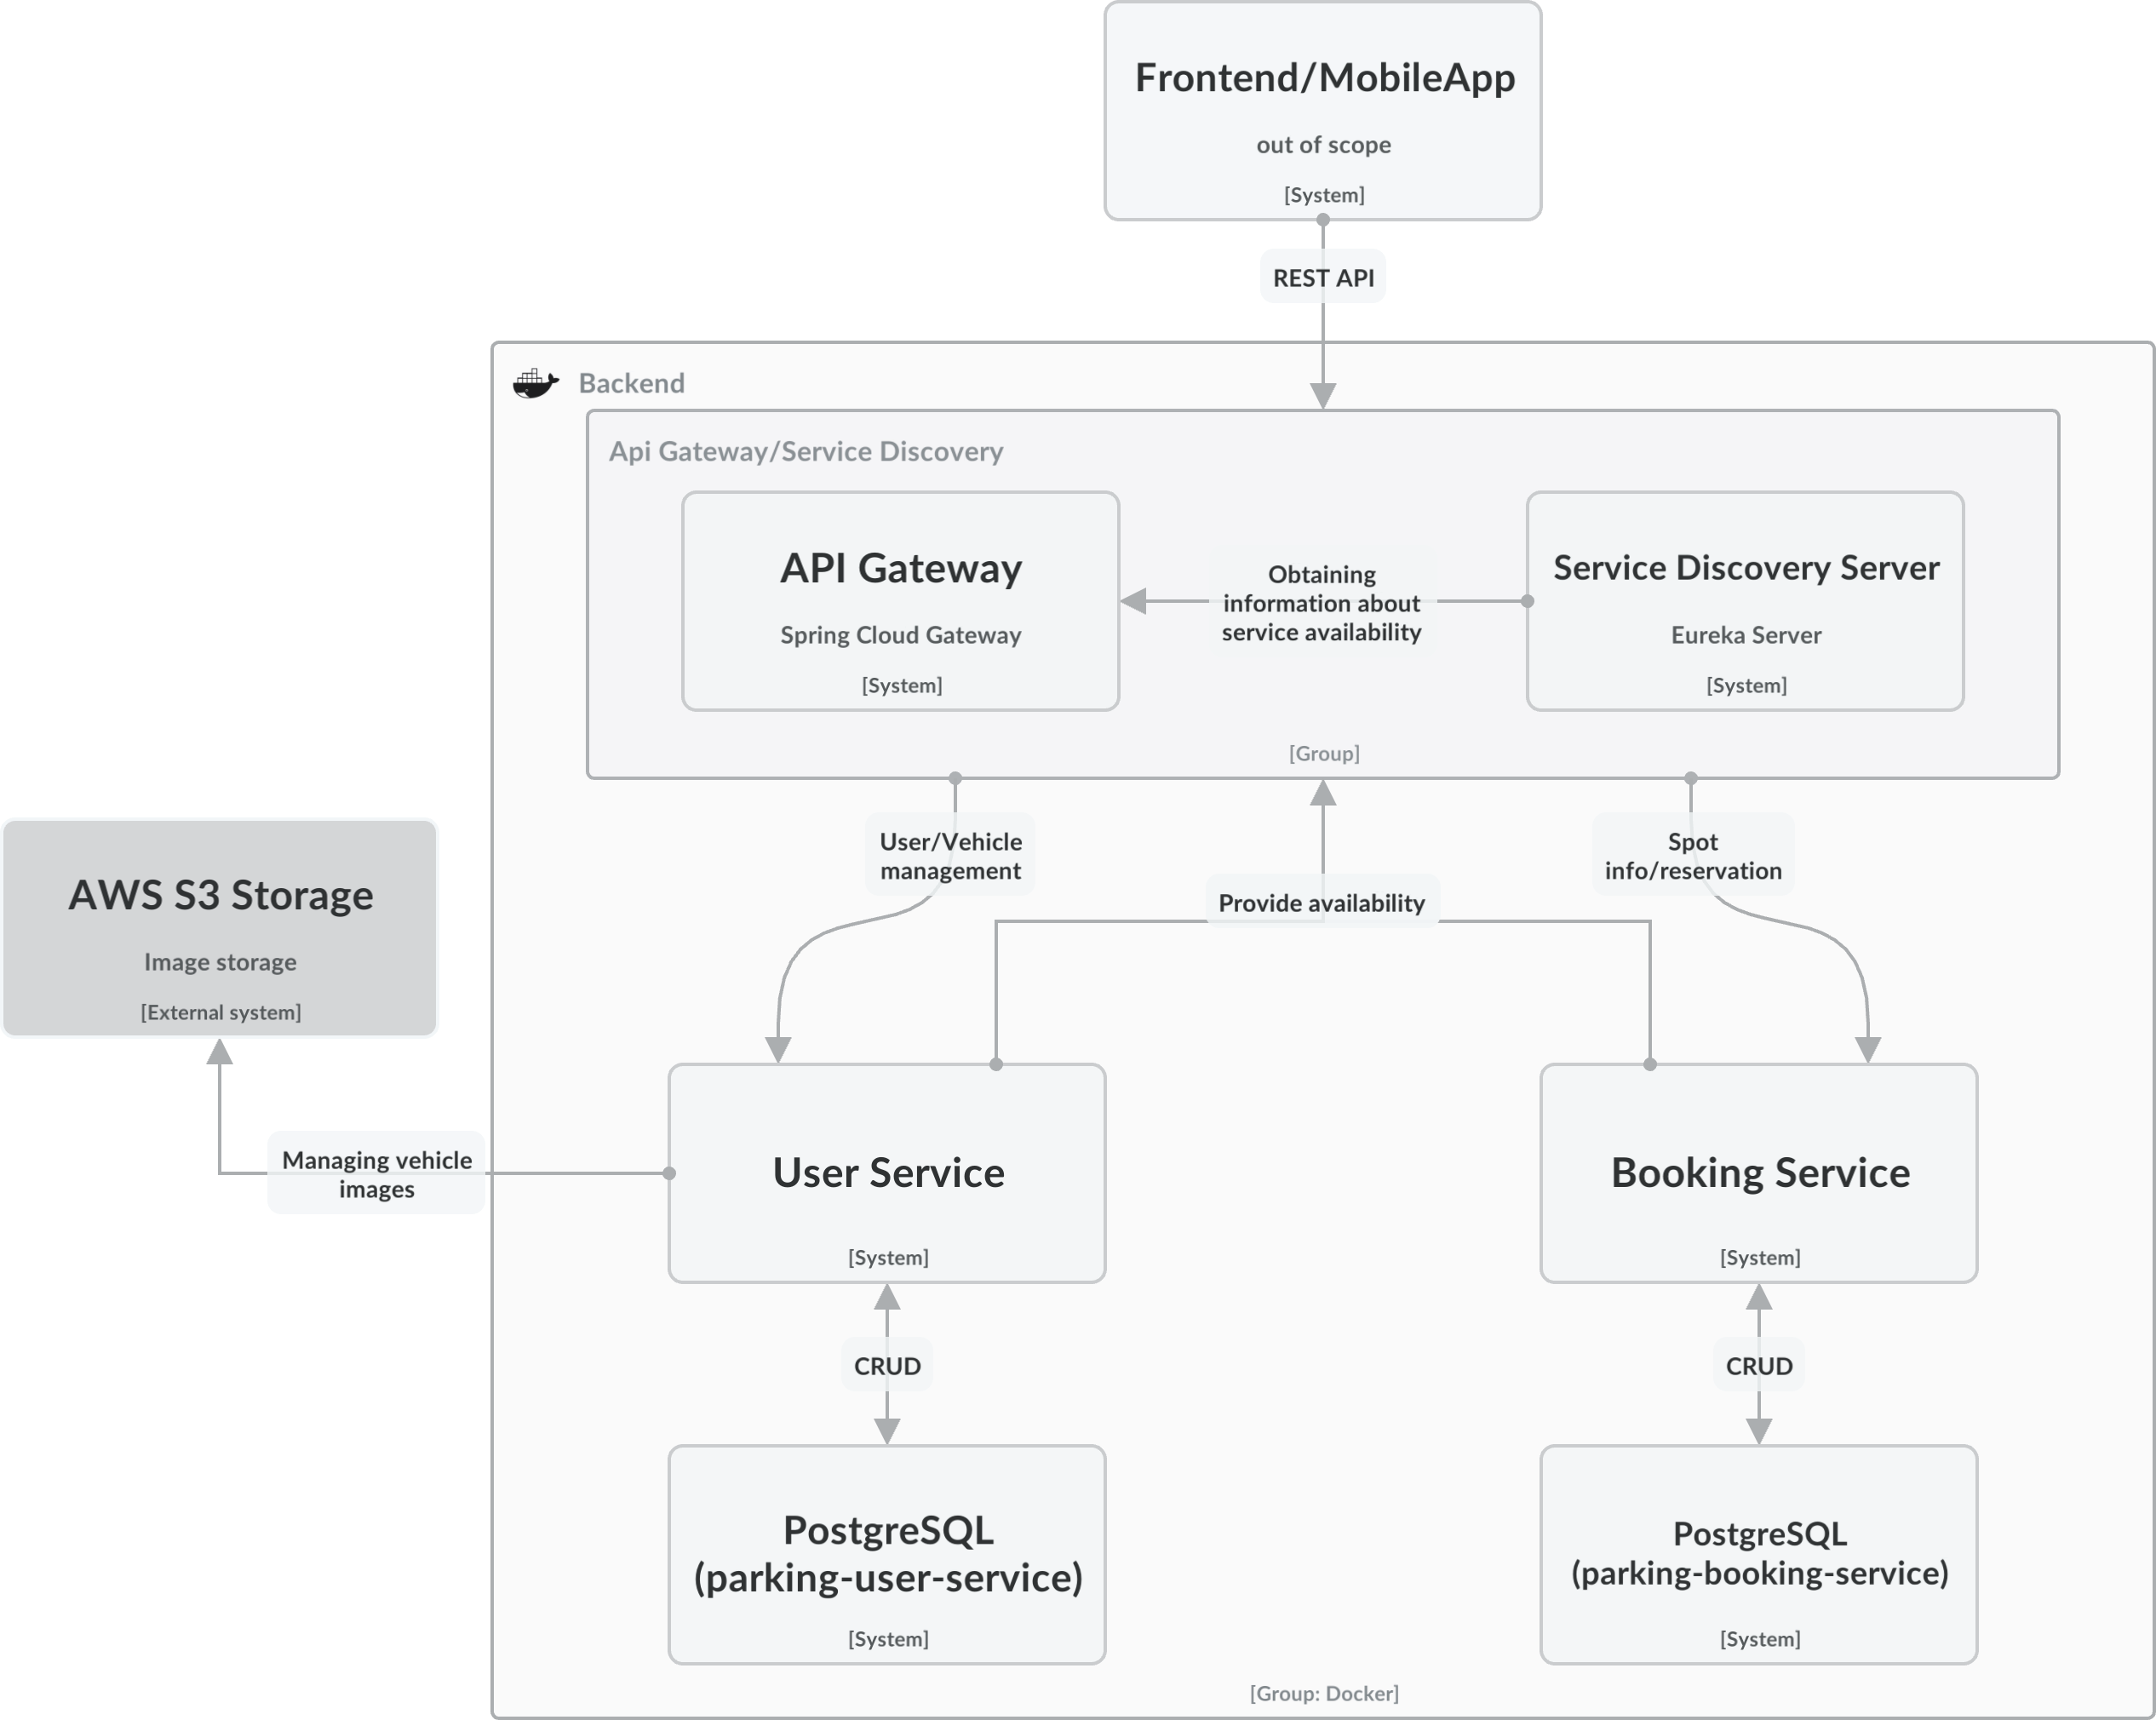 Frontend/MobileApp
out of scope
[System]
REST API
Backend
Api Gateway/Service Discovery
API Gateway
Spring Cloud Gateway
[System]
Obtaining
information about
service availability
Service Discovery Server
Eureka Server
[System]
[Group]
User/Vehicle
management
Provide availability
Spot
info/reservation
AWS S3 Storage
Image storage
[External system]
Managing vehicle
images
User Service
[System]
Booking Service
[System]
CRUD
CRUD
PostgreSQL
(parking-user-service)
[System]
PostgreSQL
(parking-booking-service)
[System]
[Group: Docker]